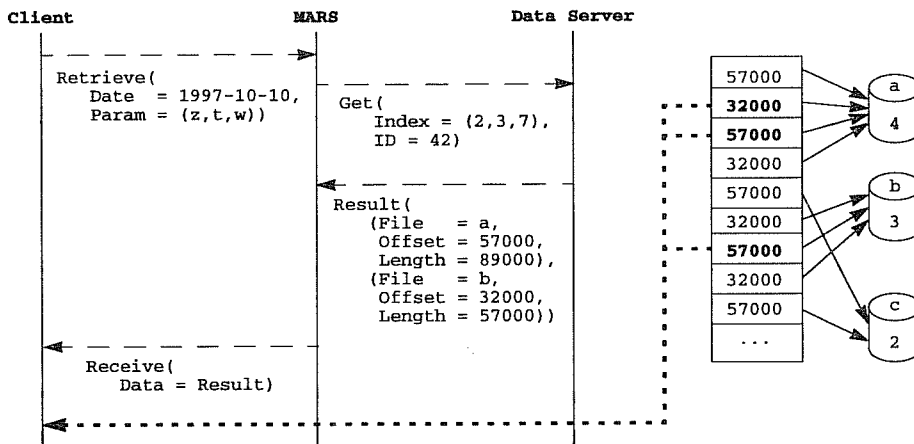 Client MARS Data Server
Retrieve(
Date = 1997-10-10,
Param = (z,t,w))
Get(
Index = (2,3,7),
ID = 42)
Result(
(File = a,
Offset = 57000,
Length = 89000),
(File = b,
Offset = 32000,
Length = 57000))
Receive(
Data = Result)
57000
32000
57000
32000
57000
32000
57000
32000
57000
...
a
4
b
3
c
2